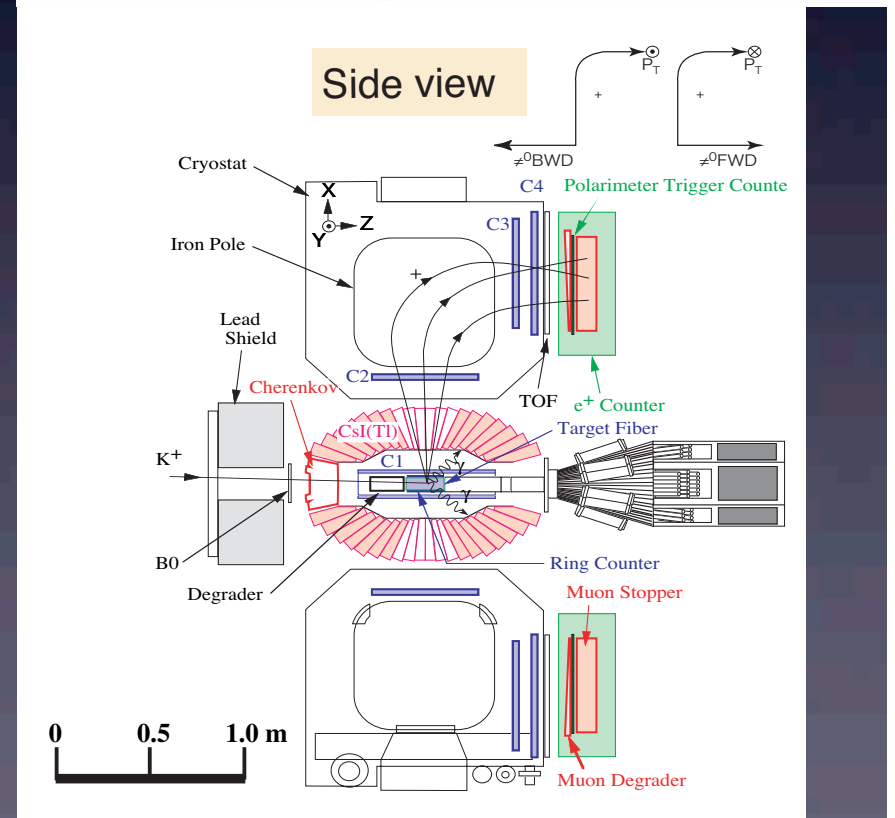 Side view
P_T
P_T
+
+
≠⁰BWD
≠⁰FWD
Cryostat
C4
Polarimeter Trigger Counte
X
Y
Z
C3
Iron Pole
+
Lead
Shield
C2
Cherenkov
TOF
e⁺ Counter
CsI(Tl)
Target Fiber
C1
K⁺
γ
γ
B0
Ring Counter
Degrader
Muon Stopper
0 0.5 1.0 m
Muon Degrader